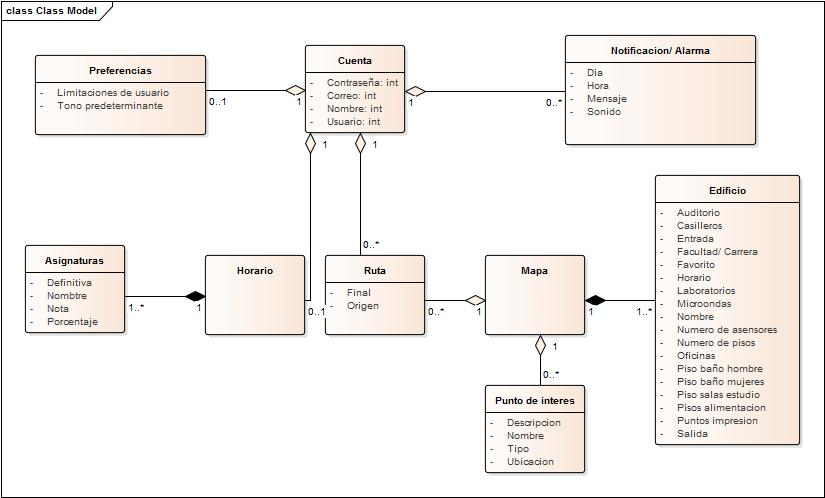 class Class Model
Preferencias
- Limitaciones de usuario
- Tono predeterminante
Cuenta
- Contraseña: int
- Correo: int
- Nombre: int
- Usuario: int
Notificacion/ Alarma
- Dia
- Hora
- Mensaje
- Sonido
0..1
1
1
0..*
1
1
Edificio
- Auditorio
- Casilleros
- Entrada
- Facultad/ Carrera
- Favorito
- Horario
- Laboratorios
- Microondas
- Nombre
- Numero de asensores
- Numero de pisos
- Oficinas
- Piso baño hombre
- Piso baño mujeres
- Piso salas estudio
- Pisos alimentacion
- Puntos impresion
- Salida
0..*
Asignaturas
- Definitiva
- Nombtre
- Nota
- Porcentaje
Horario
Ruta
- Final
- Origen
Mapa
1..*
1
0..1
0..*
1
1
1..*
1
0..*
Punto de interes
- Descripcion
- Nombre
- Tipo
- Ubicacion